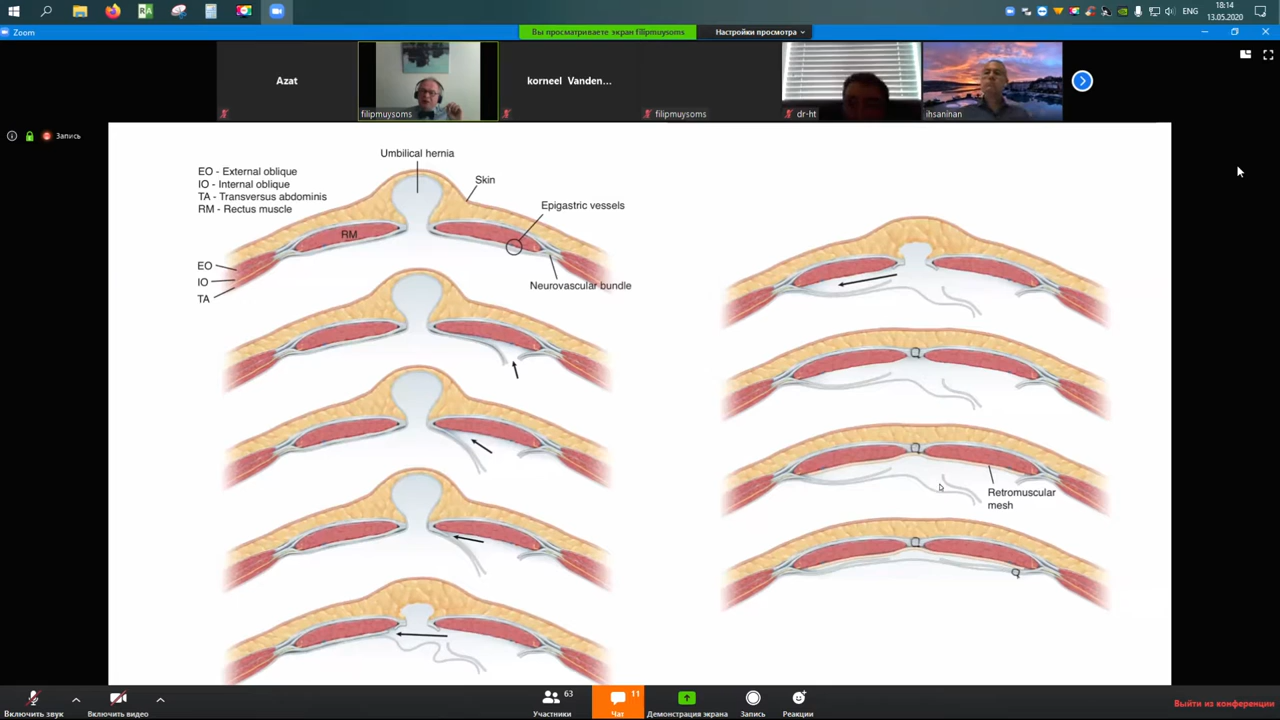 ENG
18:14
13.05.2020
Zoom
Вы просматриваете экран filipmuysoms
Настройки просмотра
Azat
filipmuysoms
korneel Vanden...
filipmuysoms
dr-ht
ihsaninan
Запись
EO - External oblique
IO - Internal oblique
TA - Transversus abdominis
RM - Rectus muscle
Umbilical hernia
Skin
Epigastric vessels
RM
EO
IO
TA
Neurovascular bundle
Retromuscular
mesh
Включить звук
Включить видео
63
Участники
11
Чат
Демонстрация экрана
Запись
Реакции
Выйти из конференции